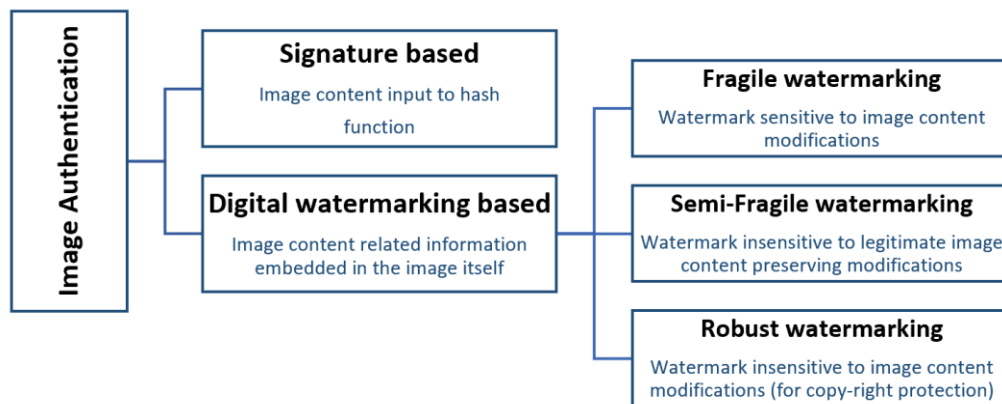 Image Authentication
Signature based
Image content input to hash
function
Digital watermarking based
Image content related information
embedded in the image itself
Fragile watermarking
Watermark sensitive to image content
modifications
Semi-Fragile watermarking
Watermark insensitive to legitimate image
content preserving modifications
Robust watermarking
Watermark insensitive to image content
modifications (for copy-right protection)